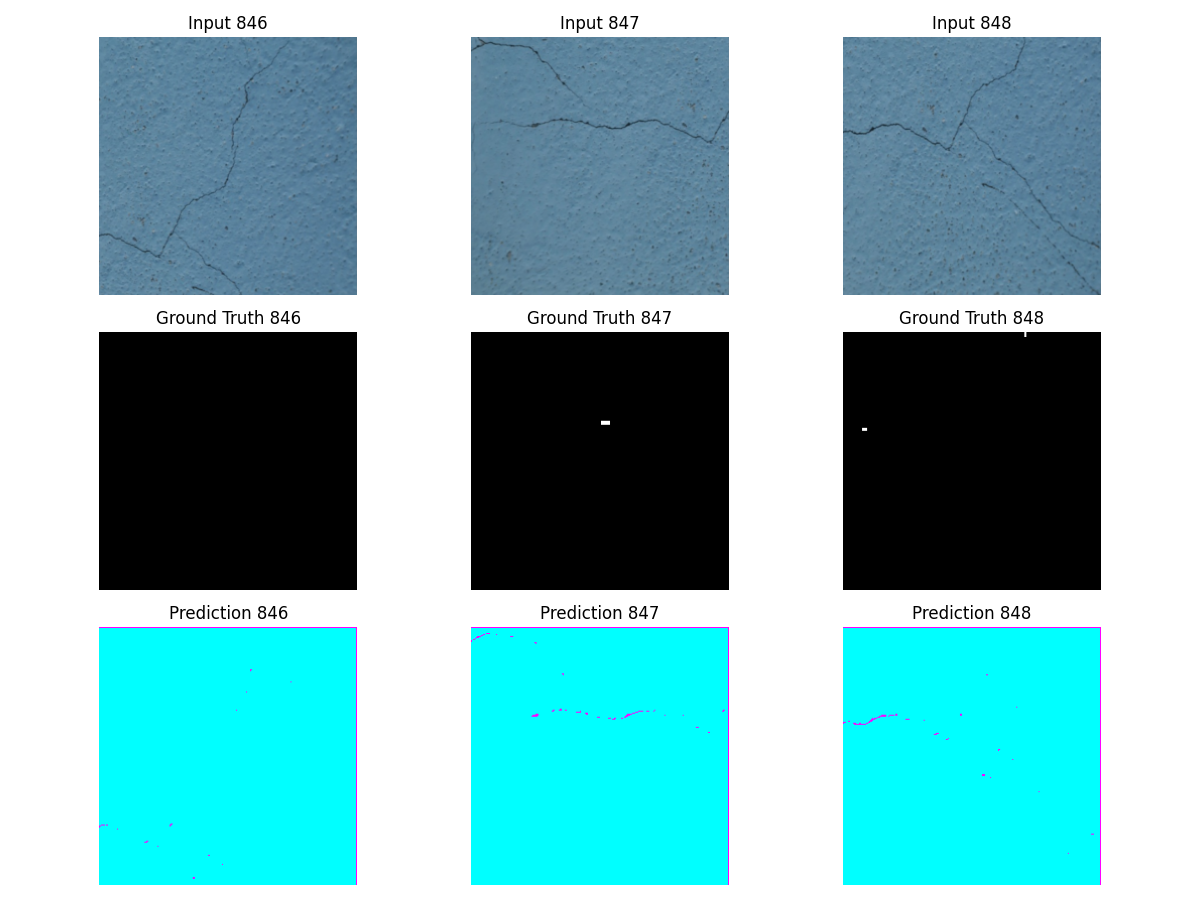 Input 846
Input 847
Input 848
Ground Truth 846
Ground Truth 847
Ground Truth 848
Prediction 846
Prediction 847
Prediction 848